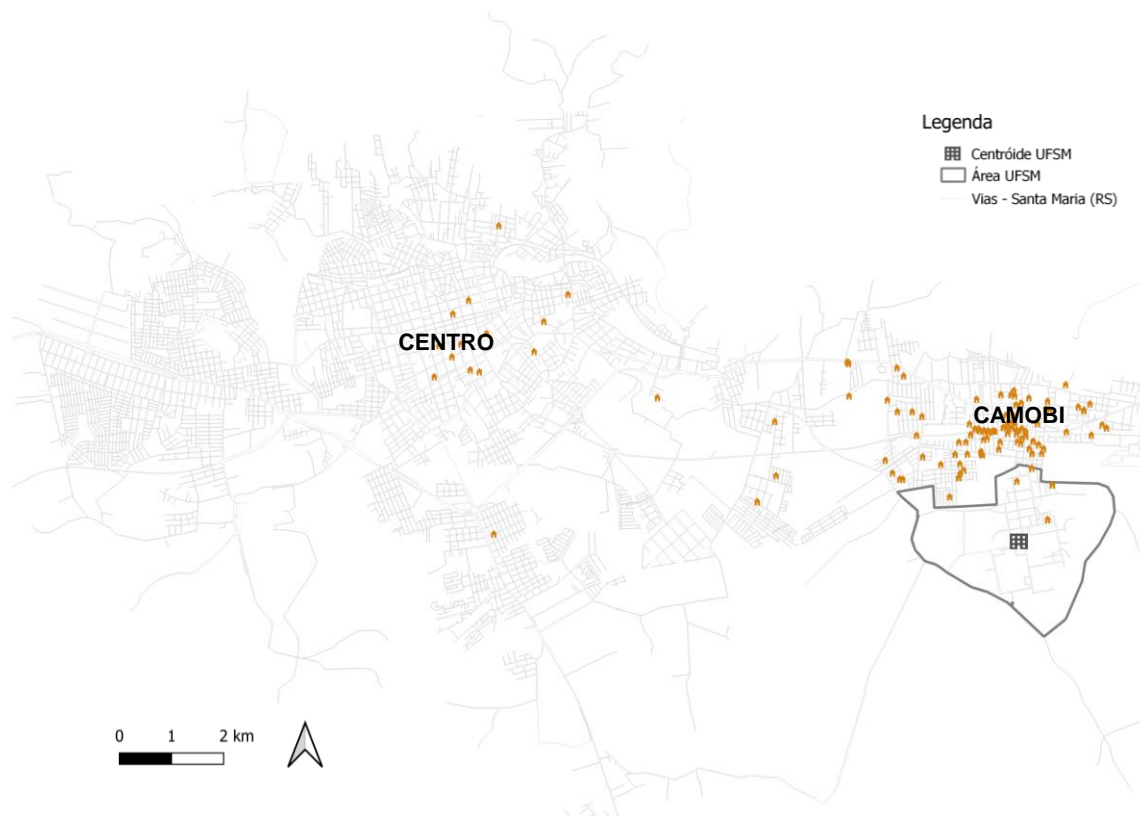 Legenda
Centróide UFSM
Área UFSM
Vias - Santa Maria (RS)
CENTRO
CAMOBI
0 1 2 km